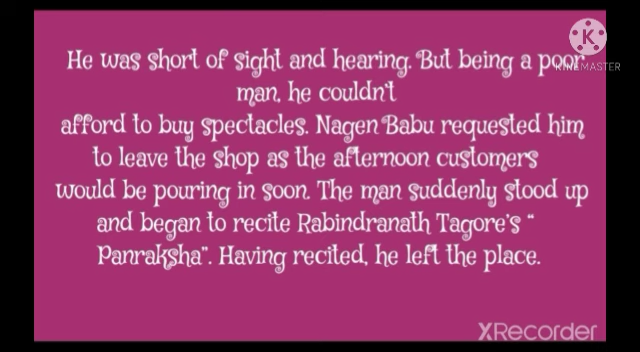 He was short of sight and hearing. But being a poor
man, he couldn't
afford to buy spectacles. Nagen Babu requested him
to leave the shop as the afternoon customers
would be pouring in soon. The man suddenly stood up
and began to recite Rabindranath Tagore's “
Panraksha”. Having recited, he left the place.
K
KINEMASTER
XRecorder